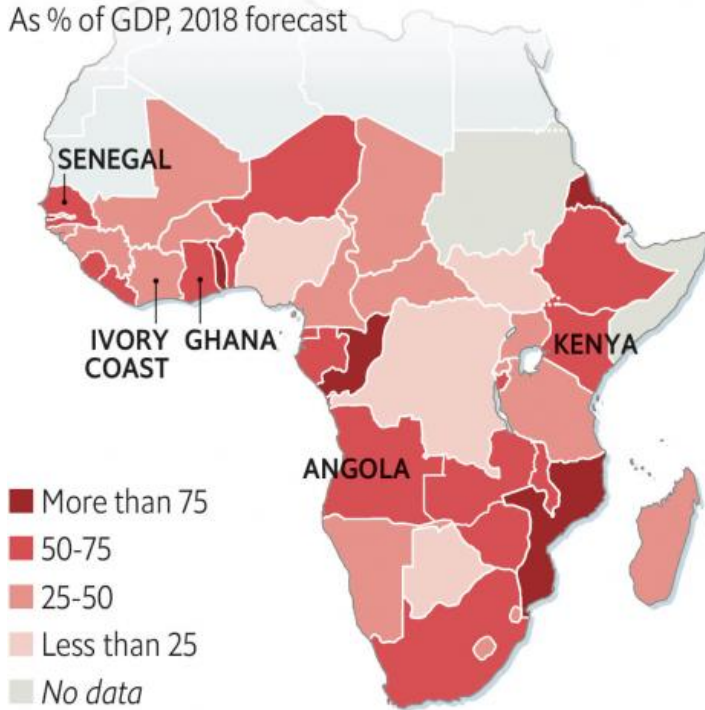 As % of GDP, 2018 forecast
SENEGAL
IVORY
COAST
GHANA
KENYA
ANGOLA
More than 75
50-75
25-50
Less than 25
No data